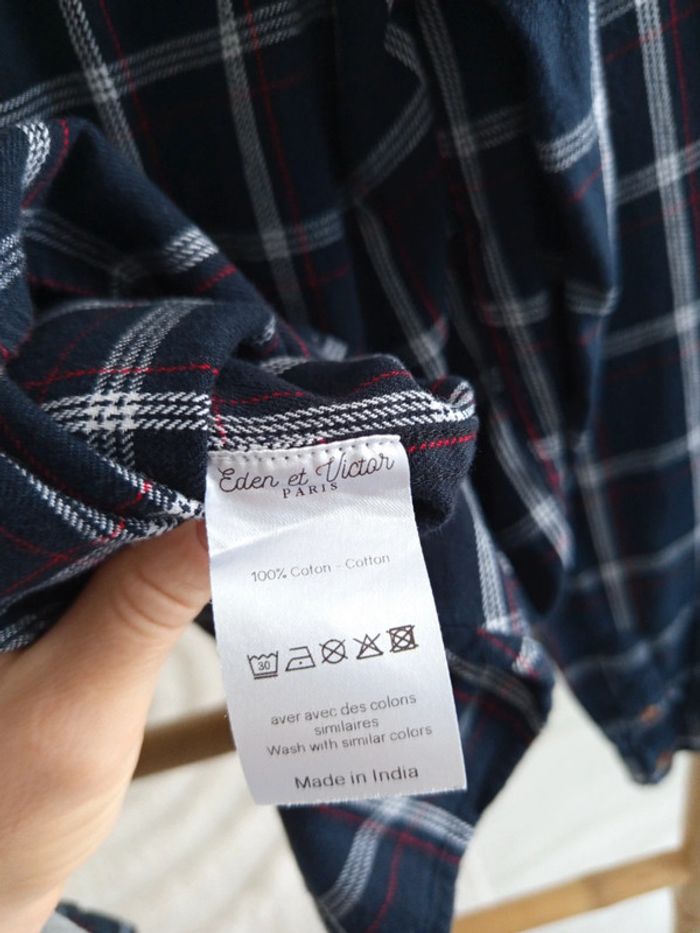 Eden et Victor
PARIS
100% Coton - Cotton
30
aver avec des colons
similaires
Wash with similar colors
Made in India